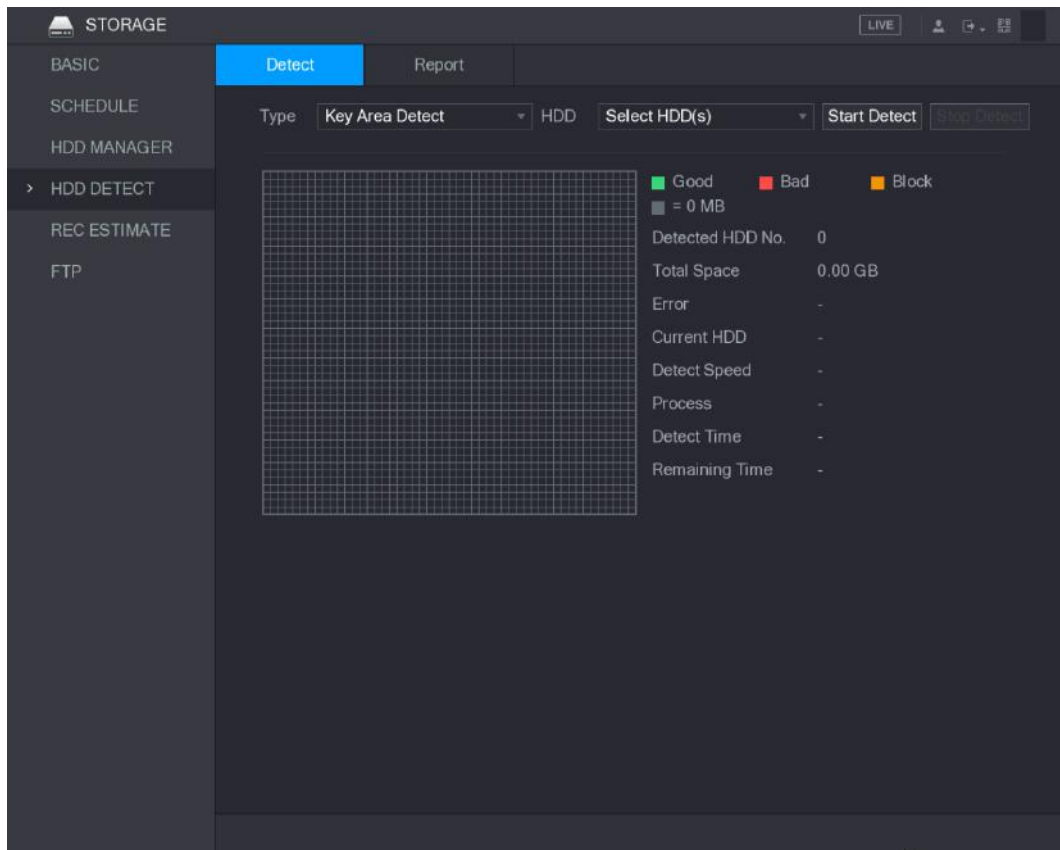 STORAGE LIVE
BASIC Detect Report
SCHEDULE Type Key Area Detect HDD Select HDD(s) Start Detect Stop Detect
HDD MANAGER
> HDD DETECT Good Bad Block
= 0 MB
REC ESTIMATE Detected HDD No. 0
FTP Total Space 0.00 GB
Error -
Current HDD -
Detect Speed -
Process -
Detect Time -
Remaining Time -